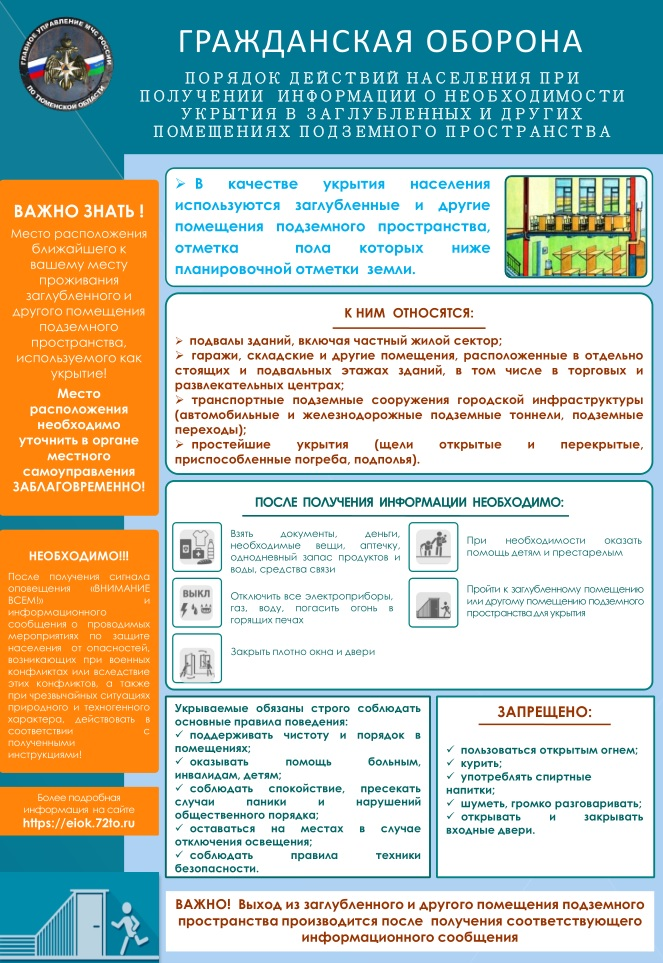 ГЛАВНОЕ УПРАВЛЕНИЕ МЧС РОССИИ
ПО ТЮМЕНСКОЙ ОБЛАСТИ
ГРАЖДАНСКАЯ ОБОРОНА
ПОРЯДОК ДЕЙСТВИЙ НАСЕЛЕНИЯ ПРИ
ПОЛУЧЕНИИ ИНФОРМАЦИИ О НЕОБХОДИМОСТИ
УКРЫТИЯ В ЗАГЛУБЛЕННЫХ И ДРУГИХ
ПОМЕЩЕНИЯХ ПОДЗЕМНОГО ПРОСТРАНСТВА
ВАЖНО ЗНАТЬ !
Место расположения
ближайшего к
вашему месту
проживания
заглубленного и
другого помещения
подземного
пространства,
используемого как
укрытие!
Место
расположения
необходимо
уточнить в органе
местного
самоуправления
ЗАБЛАГОВРЕМЕННО!
НЕОБХОДИМО!!!
После получения сигнала
оповещения «ВНИМАНИЕ
ВСЕМ!» и
информационного
сообщения о проводимых
мероприятиях по защите
населения от опасностей,
возникающих при военных
конфликтах или вследствие
этих конфликтов, а также
при чрезвычайных ситуациях
природного и техногенного
характера, действовать в
соответствии с
полученными
инструкциями!
Более подробная
информация на сайте
https://eiok.72to.ru
➢ В качестве укрытия населения
используются заглубленные и другие
помещения подземного пространства,
отметка пола которых ниже
планировочной отметки земли.
К НИМ ОТНОСЯТСЯ:
➢ подвалы зданий, включая частный жилой сектор;
➢ гаражи, складские и другие помещения, расположенные в отдельно
стоящих и подвальных этажах зданий, в том числе в торговых и
развлекательных центрах;
➢ транспортные подземные сооружения городской инфраструктуры
(автомобильные и железнодорожные подземные тоннели, подземные
переходы);
➢ простейшие укрытия (щели открытые и перекрытые,
приспособленные погреба, подполья).
ПОСЛЕ ПОЛУЧЕНИЯ ИНФОРМАЦИИ НЕОБХОДИМО:
Взять документы, деньги,
необходимые вещи, аптечку,
однодневный запас продуктов и
воды, средства связи
ВЫКЛ
Отключить все электроприборы,
газ, воду, погасить огонь в
горящих печах
Закрыть плотно окна и двери
При необходимости оказать
помощь детям и престарелым
Пройти к заглубленному помещению
или другому помещению подземного
пространства для укрытия
Укрываемые обязаны строго соблюдать
основные правила поведения:
✓ поддерживать чистоту и порядок в
помещениях;
✓ оказывать помощь больным,
инвалидам, детям;
✓ соблюдать спокойствие, пресекать
случаи паники и нарушений
общественного порядка;
✓ оставаться на местах в случае
отключения освещения;
✓ соблюдать правила техники
безопасности.
ЗАПРЕЩЕНО:
✓ пользоваться открытым огнем;
✓ курить;
✓ употреблять спиртные
напитки;
✓ шуметь, громко разговаривать;
✓ открывать и закрывать
входные двери.
ВАЖНО! Выход из заглубленного и другого помещения подземного
пространства производится после получения соответствующего
информационного сообщения